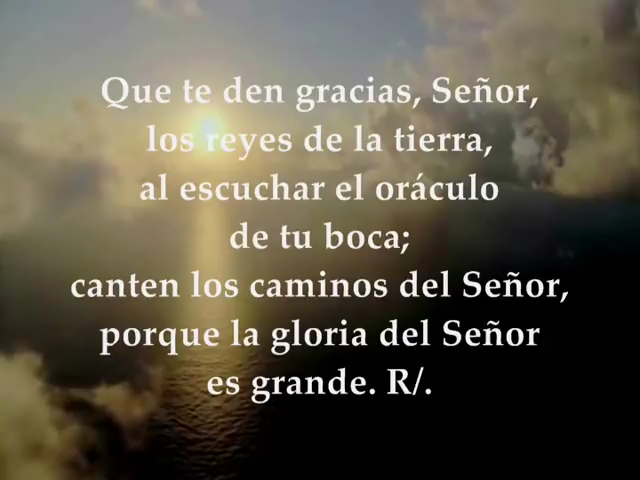 Que te den gracias, Señor,
los reyes de la tierra,
al escuchar el oráculo
de tu boca;
canten los caminos del Señor,
porque la gloria del Señor
es grande. R/.